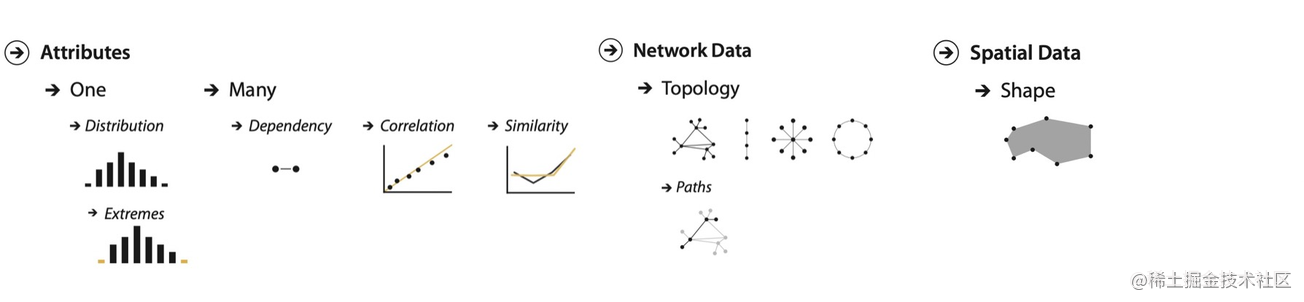 Attributes
One
Distribution
Extremes
Many
Dependency
Correlation
Similarity
Network Data
Topology
Paths
Spatial Data
Shape
@稀土掘金技术社区